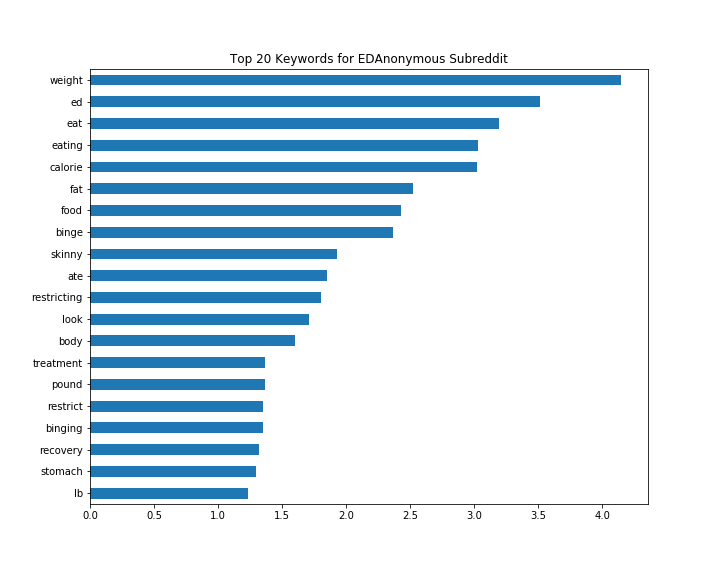 Top 20 Keywords for EDAnonymous Subreddit
weight
ed
eat
eating
calorie
fat
food
binge
skinny
ate
restricting
look
body
treatment
pound
restrict
binging
recovery
stomach
lb
0.0 0.5 1.0 1.5 2.0 2.5 3.0 3.5 4.0